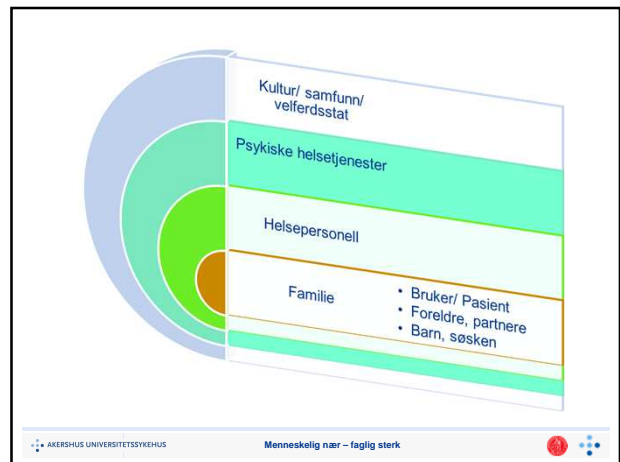 Kultur/ samfunn/
velferdsstat
Psykiske helsetjenester
Helsepersonell
Familie
• Bruker/ Pasient
• Foreldre, partnere
• Barn, søsken
AKERSHUS UNIVERSITETSSYKEHUS
Menneskelig nær – faglig sterk